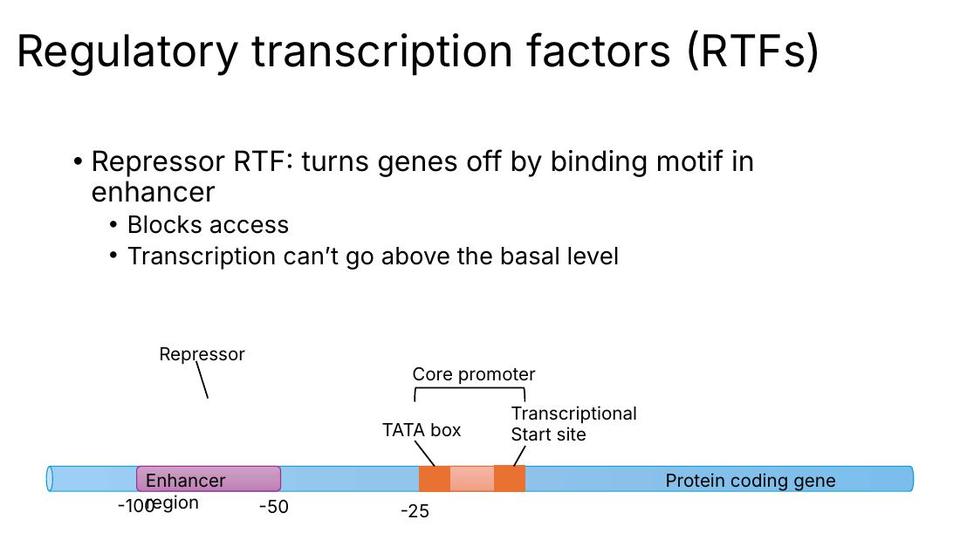 Regulatory transcription factors (RTFs)
• Repressor RTF: turns genes off by binding motif in
enhancer
• Blocks access
• Transcription can’t go above the basal level
Repressor
Core promoter
Transcriptional
Start site
TATA box
Enhancer
region
Protein coding gene
-100
-50
-25